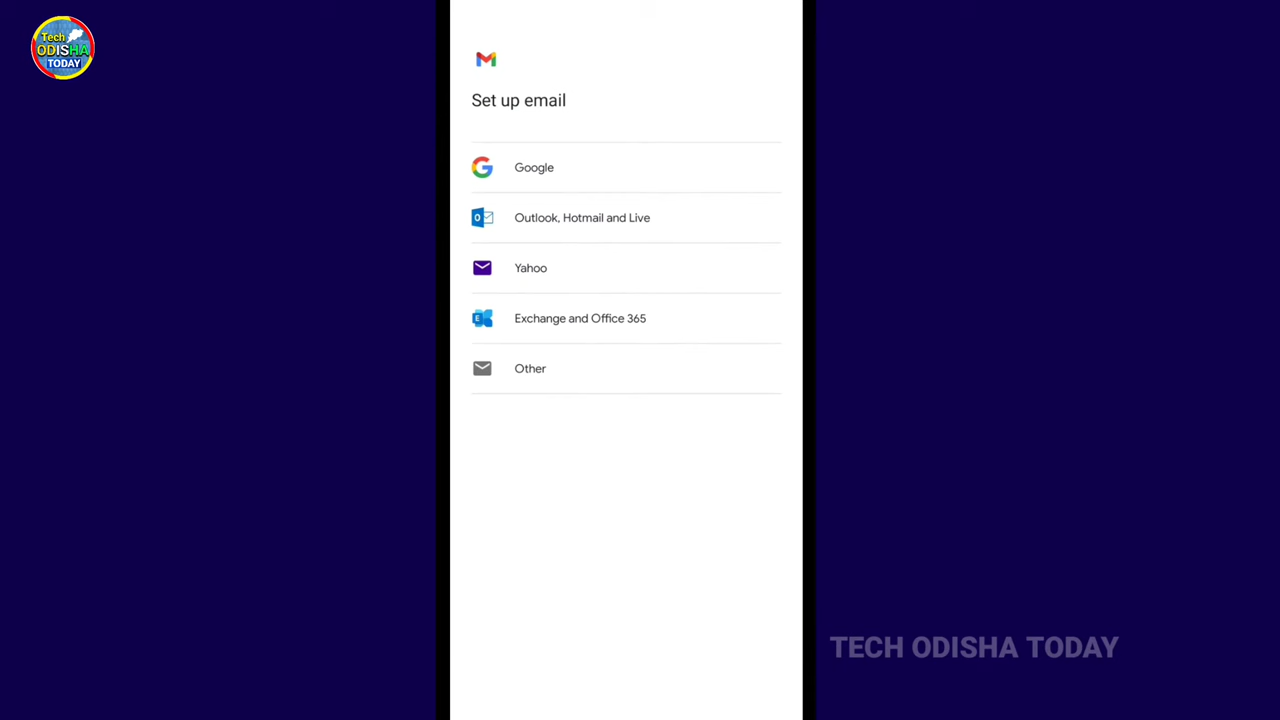 Tech
ODISHA
TODAY
Set up email
Google
Outlook, Hotmail and Live
Yahoo
Exchange and Office 365
Other
TECH ODISHA TODAY